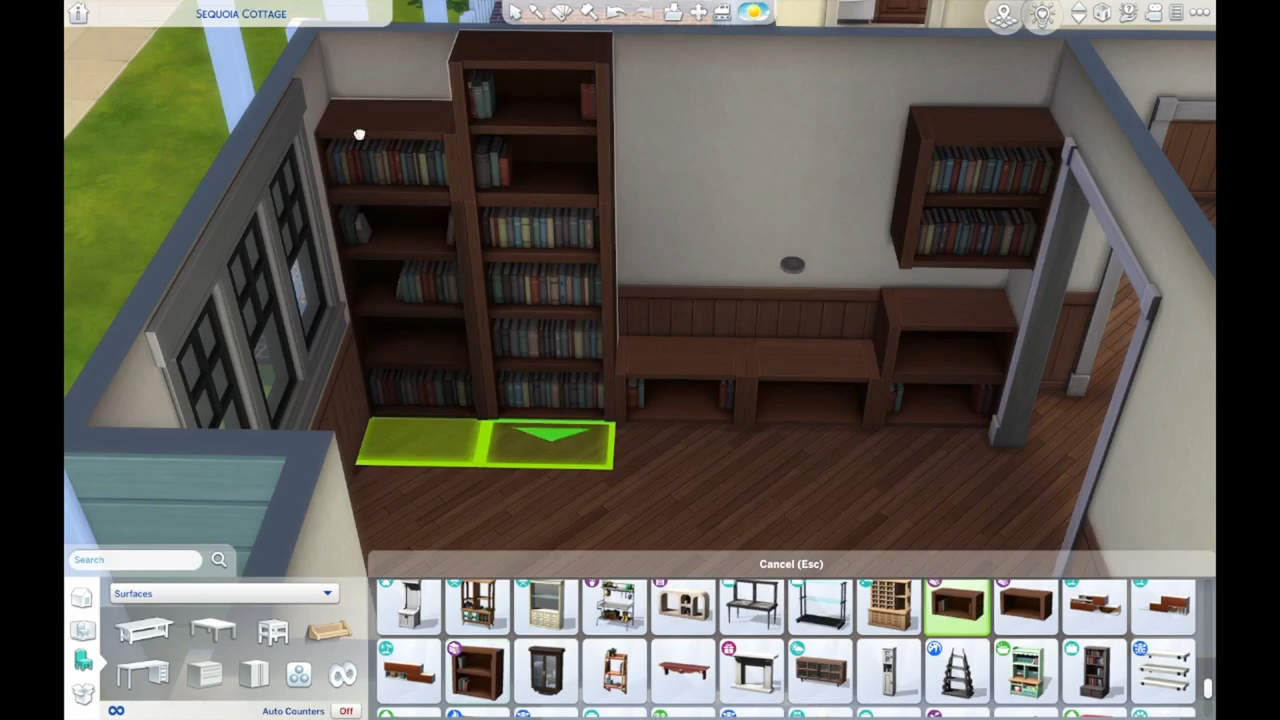 SEQUOIA COTTAGE
Cancel (Esc)
Search
Surfaces
Auto Counters Off